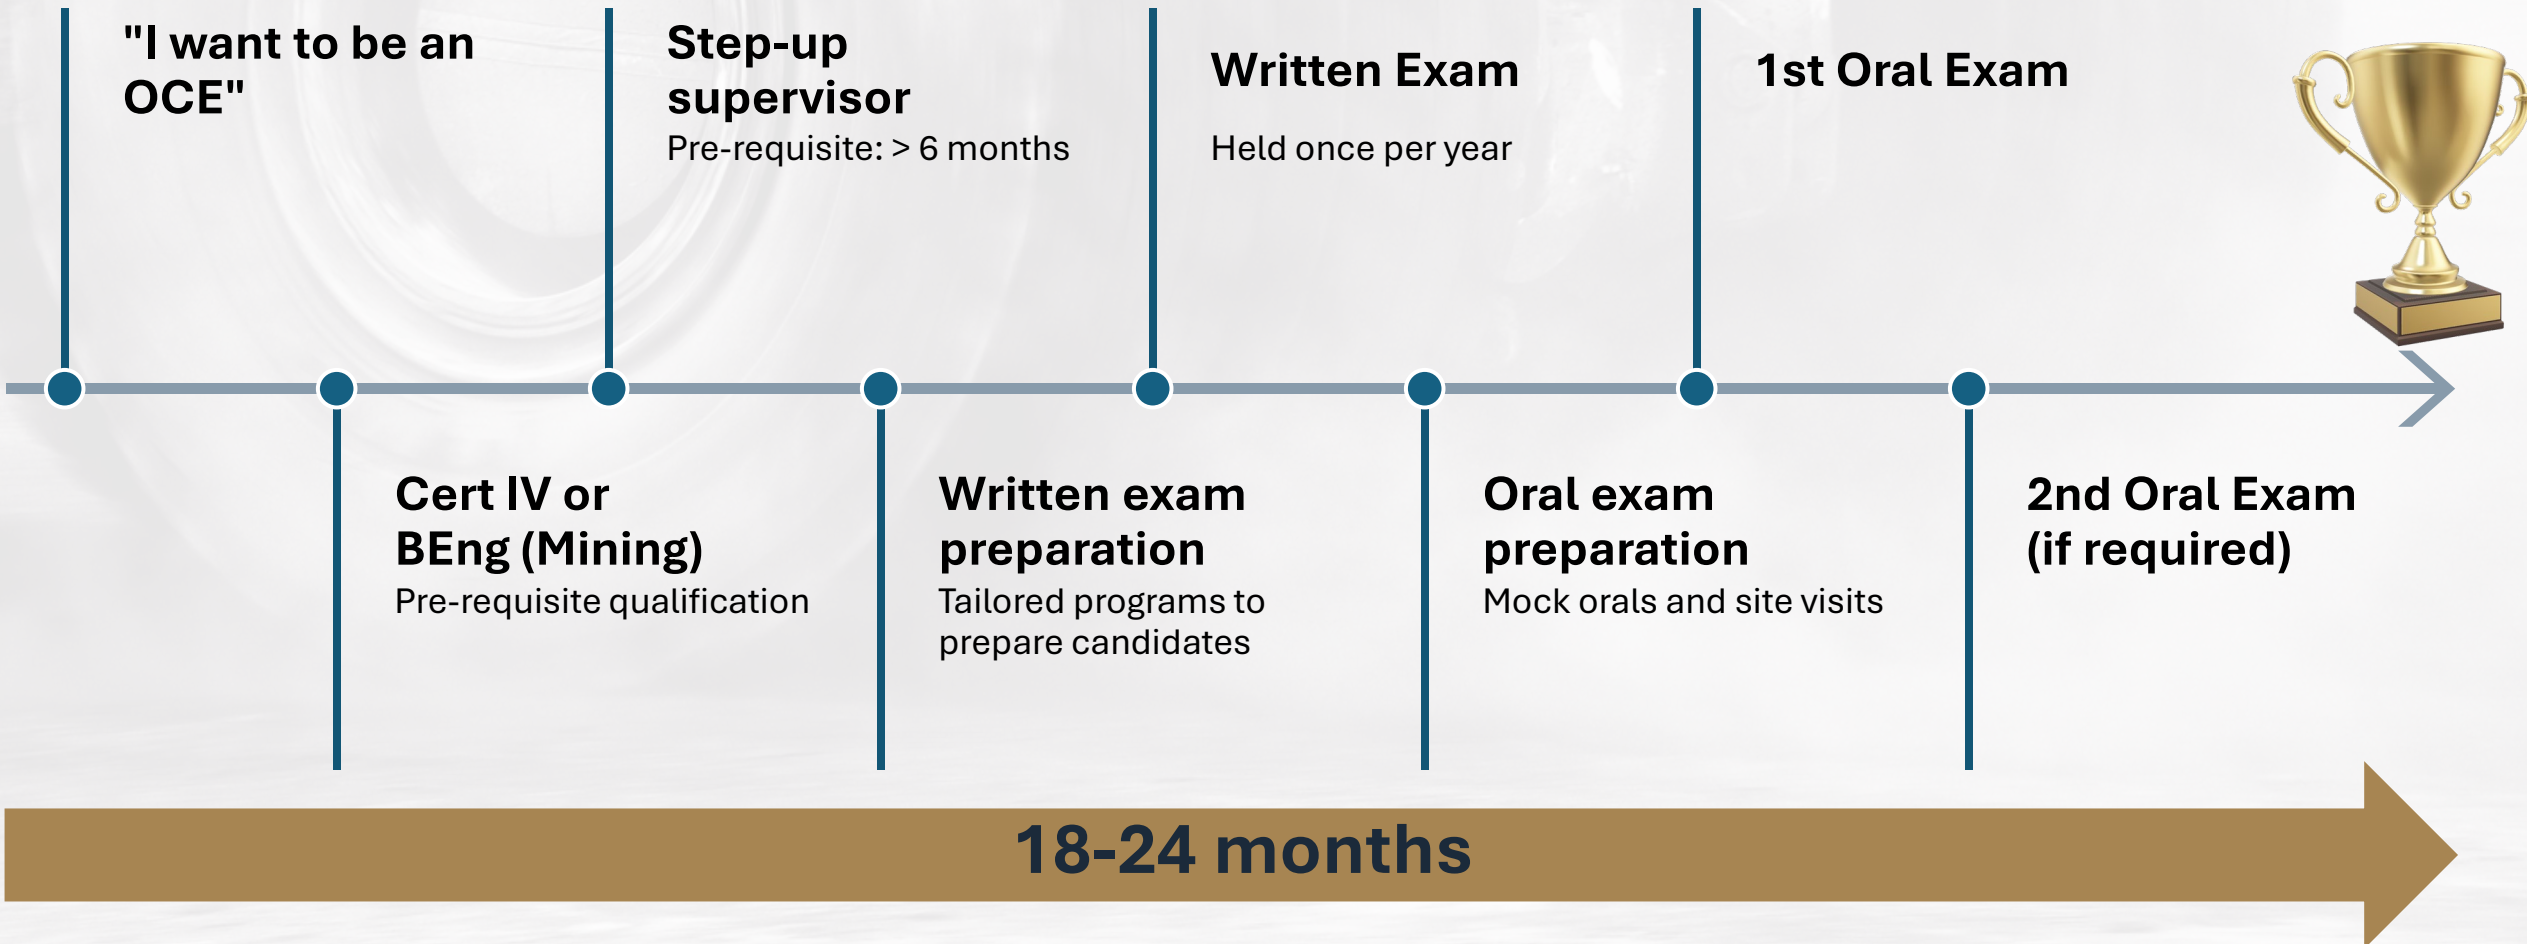 "I want to be an
OCE"
Step-up
supervisor
Pre-requisite: > 6 months
Written Exam
Held once per year
1st Oral Exam
Cert IV or
BEng (Mining)
Pre-requisite qualification
Written exam
preparation
Tailored programs to
prepare candidates
Oral exam
preparation
Mock orals and site visits
2nd Oral Exam
(if required)
18-24 months